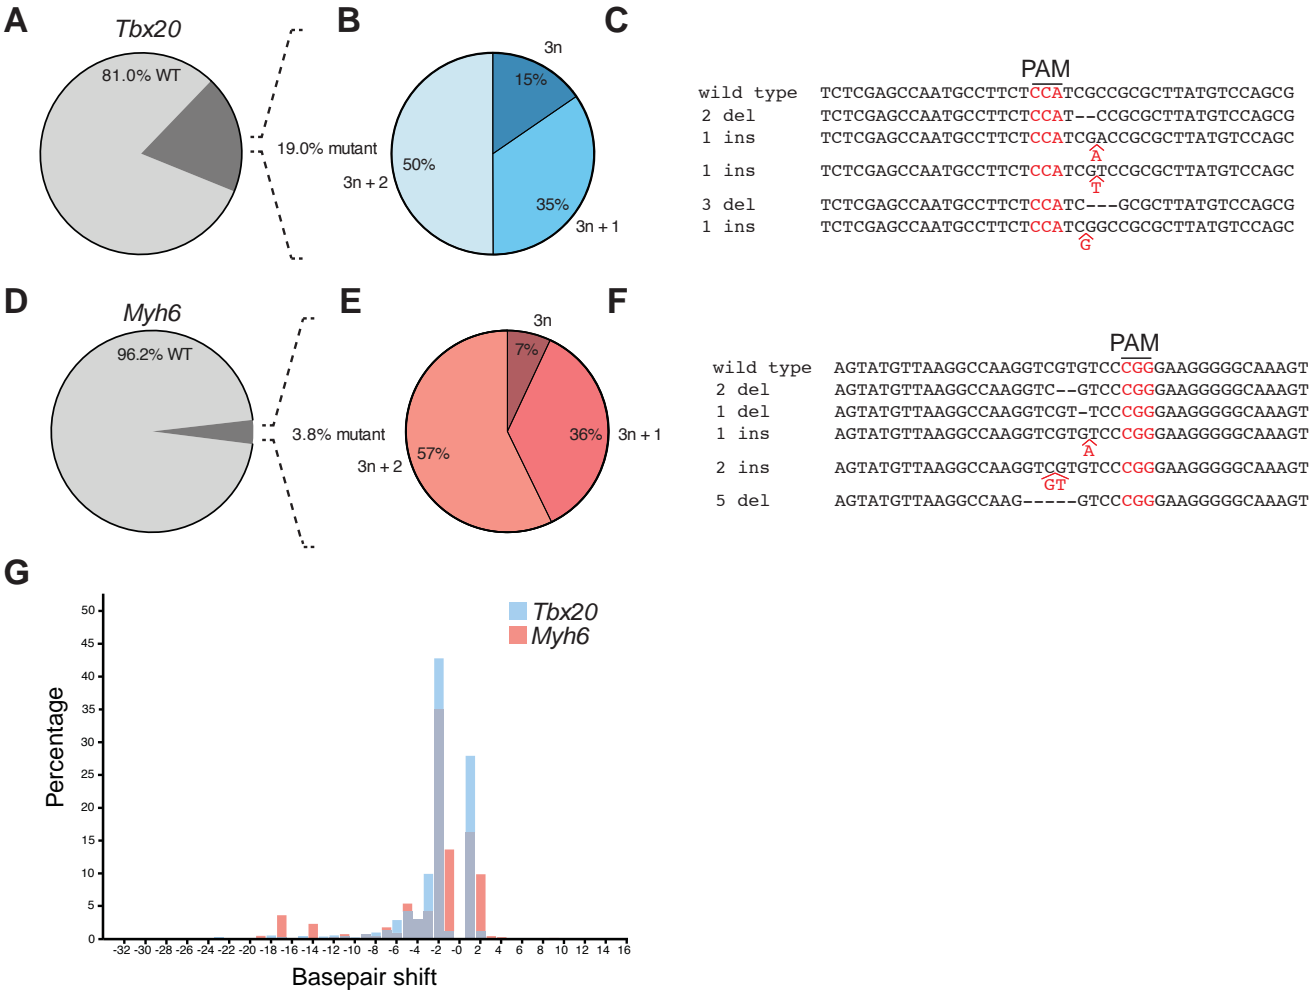 A
Tbx20
81.0% WT
19.0% mutant
B
3n
15%
50%
3n + 2
35%
3n + 1
C
PAM
wild type TCTCGAGCCAATGCCTTCTCCATCGCCGCGCTTATGTCCAGCG
2 del TCTCGAGCCAATGCCTTCTCCAT--CCGCGCTTATGTCCAGCG
1 ins TCTCGAGCCAATGCCTTCTCCATCGACCGCGCTTATGTCCAGC
A
1 ins TCTCGAGCCAATGCCTTCTCCATCGTCCGCGCTTATGTCCAGC
T
3 del TCTCGAGCCAATGCCTTCTCCATC---GCGCTTATGTCCAGCG
1 ins TCTCGAGCCAATGCCTTCTCCATCGGCCGCGCTTATGTCCAGC
G
D
Myh6
96.2% WT
3.8% mutant
E
3n
7%
36%
3n + 1
57%
3n + 2
F
PAM
wild type AGTATGTTAAGGCCAAGGTCGTGTCCCGGGAAGGGGGCAAAGT
2 del AGTATGTTAAGGCCAAGGTC--GTCCCGGGAAGGGGGCAAAGT
1 del AGTATGTTAAGGCCAAGGTCGT-TCCCGGGAAGGGGGCAAAGT
1 ins AGTATGTTAAGGCCAAGGTCGTGTCCCGGGAAGGGGGCAAAGT
A
2 ins AGTATGTTAAGGCCAAGGTCGTGTCCCGGGAAGGGGGCAAAGT
GT
5 del AGTATGTTAAGGCCAAG-----GTCCCGGGAAGGGGGCAAAGT
G
Tbx20
Myh6
Percentage
50
45
40
35
30
25
20
15
10
5
0
-32 -30 -28 -26 -24 -22 -20 -18 -16 -14 -12 -10 -8 -6 -4 -2 -0 2 4 6 8 10 12 14 16
Basepair shift